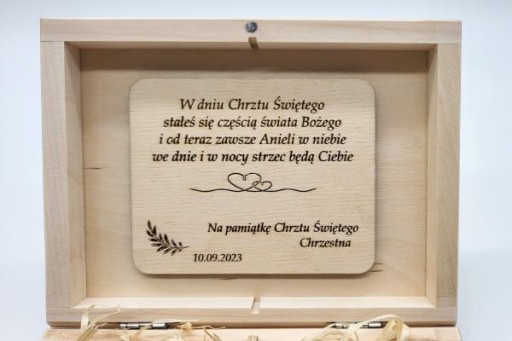 W dniu Chrztu Świętego
stałeś się częścią świata Bożego
i od teraz zawsze Anieli w niebie
we dnie i w nocy strzec będą Ciebie
Na pamiątkę Chrztu Świętego
Chrzestna
10.09.2023